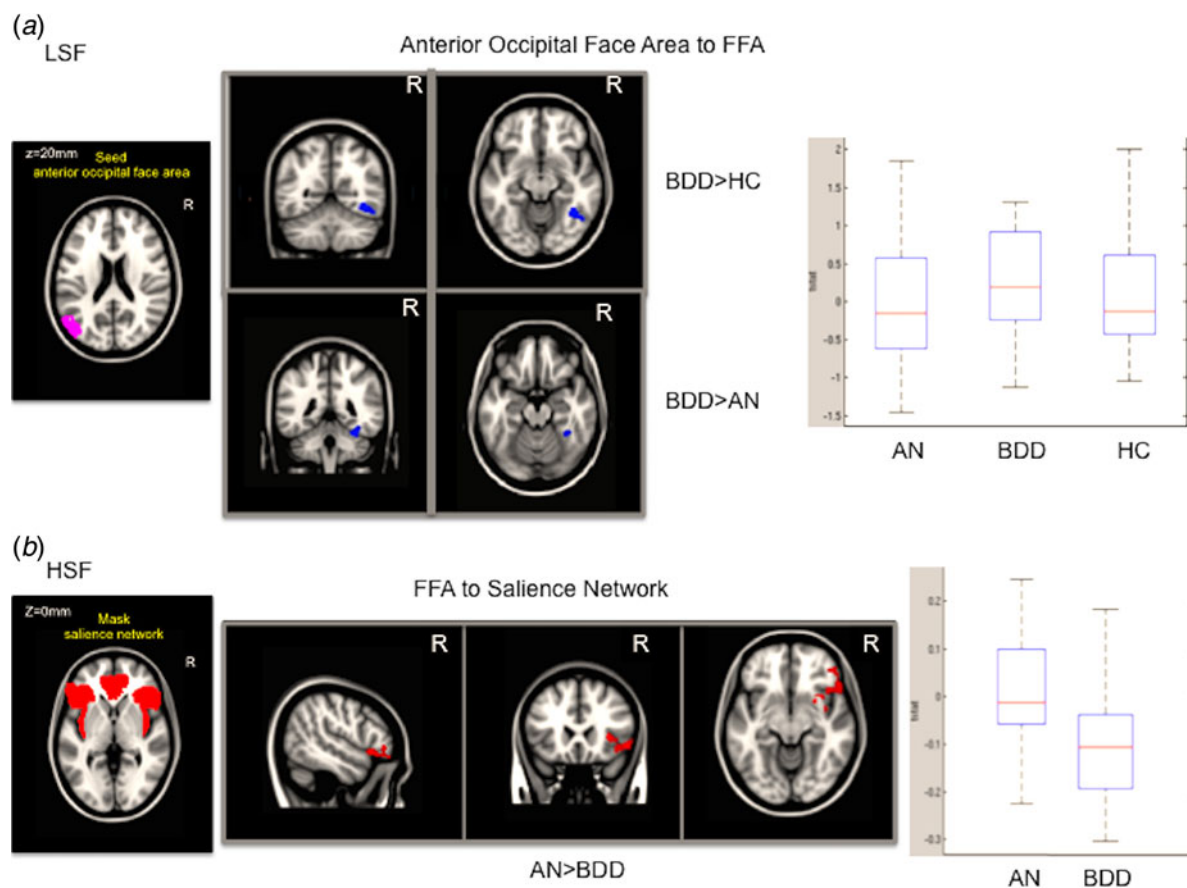 (a)
LSF
Anterior Occipital Face Area to FFA
z=20mm
Seed
anterior occipital face area
R
R
R
BDD>HC
R
R
BDD>AN
2
1.5
1
0.5
0
-0.5
-1
-1.5
tstat
AN BDD HC
(b)
HSF
FFA to Salience Network
Z=0mm
Mask
salience network
R
R
R
R
AN>BDD
0.2
0.1
0
-0.1
-0.2
-0.3
tstat
AN BDD